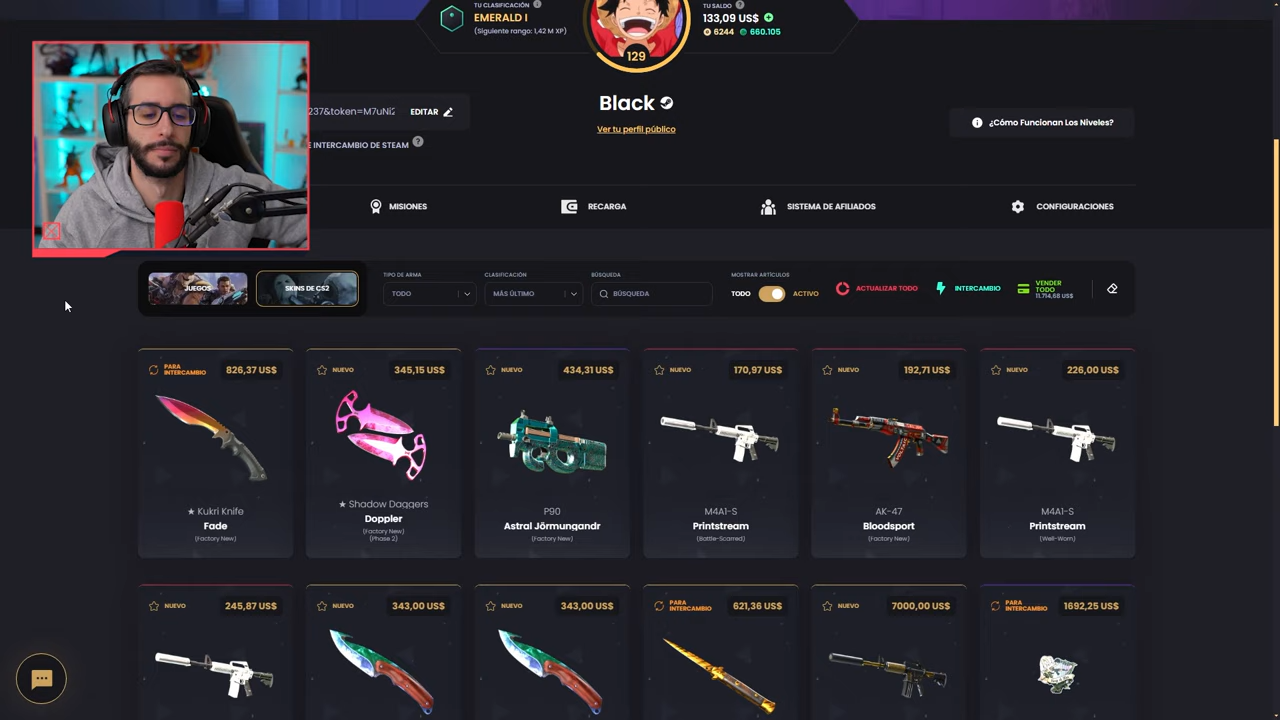 TU CLASIFICACIÓN
EMERALD I
(Siguiente rango: 1,42 M XP)
129
TU SALDO
133,09 US$
6244 660.105
Black
Ver tu perfil público
237&token=M7uNi2
EDITAR
E INTERCAMBIO DE STEAM
¿Cómo Funcionan Los Niveles?
MISIONES
RECARGA
SISTEMA DE AFILIADOS
CONFIGURACIONES
JUEGOS
SKINS DE CS2
TIPO DE ARMA
TODO
CLASIFICACIÓN
MÁS ÚLTIMO
BÚSQUEDA
BÚSQUEDA
MOSTRAR ARTÍCULOS
TODO ACTIVO
ACTUALIZAR TODO
INTERCAMBIO
VENDER
TODO
11.714,68 US$
PARA
INTERCAMBIO
826,37 US$
★ Kukri Knife
Fade
(Factory New)
NUEVO
345,15 US$
★ Shadow Daggers
Doppler
(Factory New)
(Phase 2)
NUEVO
434,31 US$
P90
Astral Jörmungandr
(Factory New)
NUEVO
170,97 US$
M4A1-S
Printstream
(Battle-Scarred)
NUEVO
192,71 US$
AK-47
Bloodsport
(Factory New)
NUEVO
226,00 US$
M4A1-S
Printstream
(Well-Worn)
NUEVO
245,87 US$
NUEVO
343,00 US$
NUEVO
343,00 US$
PARA
INTERCAMBIO
621,36 US$
NUEVO
7000,00 US$
PARA
INTERCAMBIO
1692,25 US$